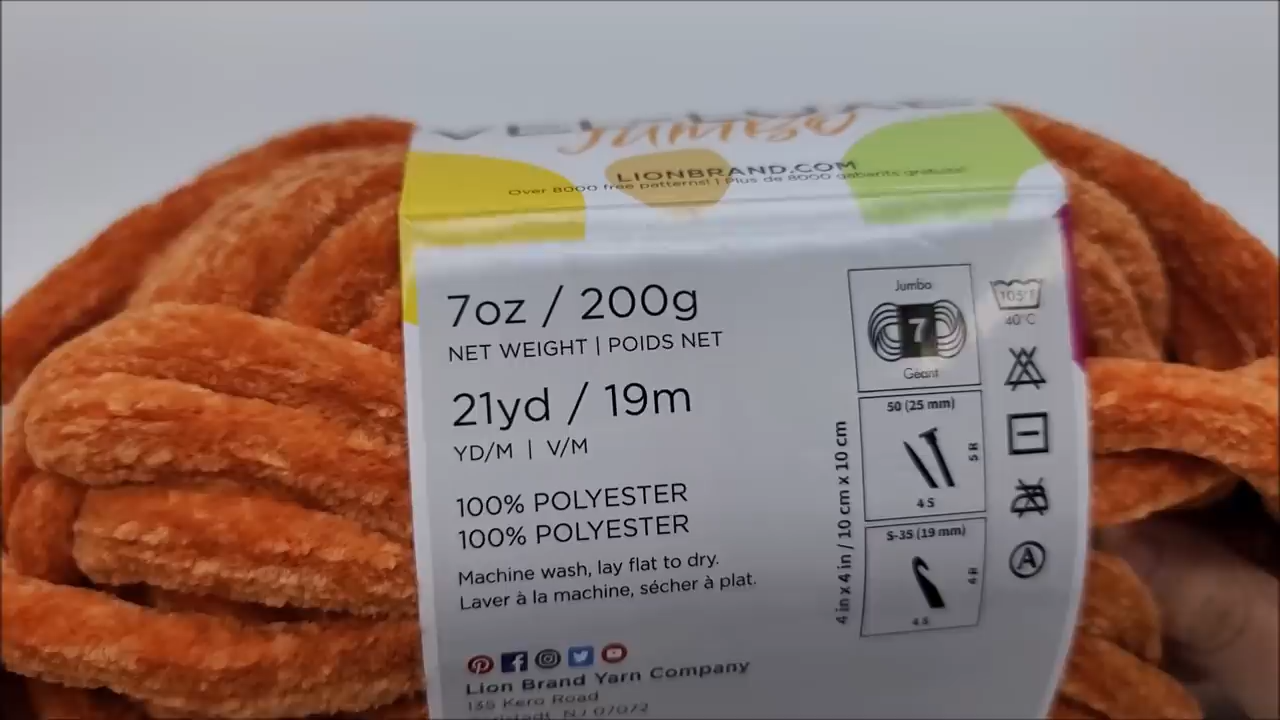 Jumbo
LIONBRAND.COM
Over 8000 free patterns! | Plus de 8000 gabarits gratuits!
7oz / 200g
NET WEIGHT | POIDS NET
21yd / 19m
YD/M | V/M
100% POLYESTER
100% POLYESTER
Machine wash, lay flat to dry.
Laver à la machine, sécher à plat.
Lion Brand Yarn Company
135 Kero Road
NJ 07072
Jumbo
7
Géant
4 in x 4 in / 10 cm x 10 cm
50 (25 mm)
5 R
4 S
S-35 (19 mm)
105°F
40°C
A